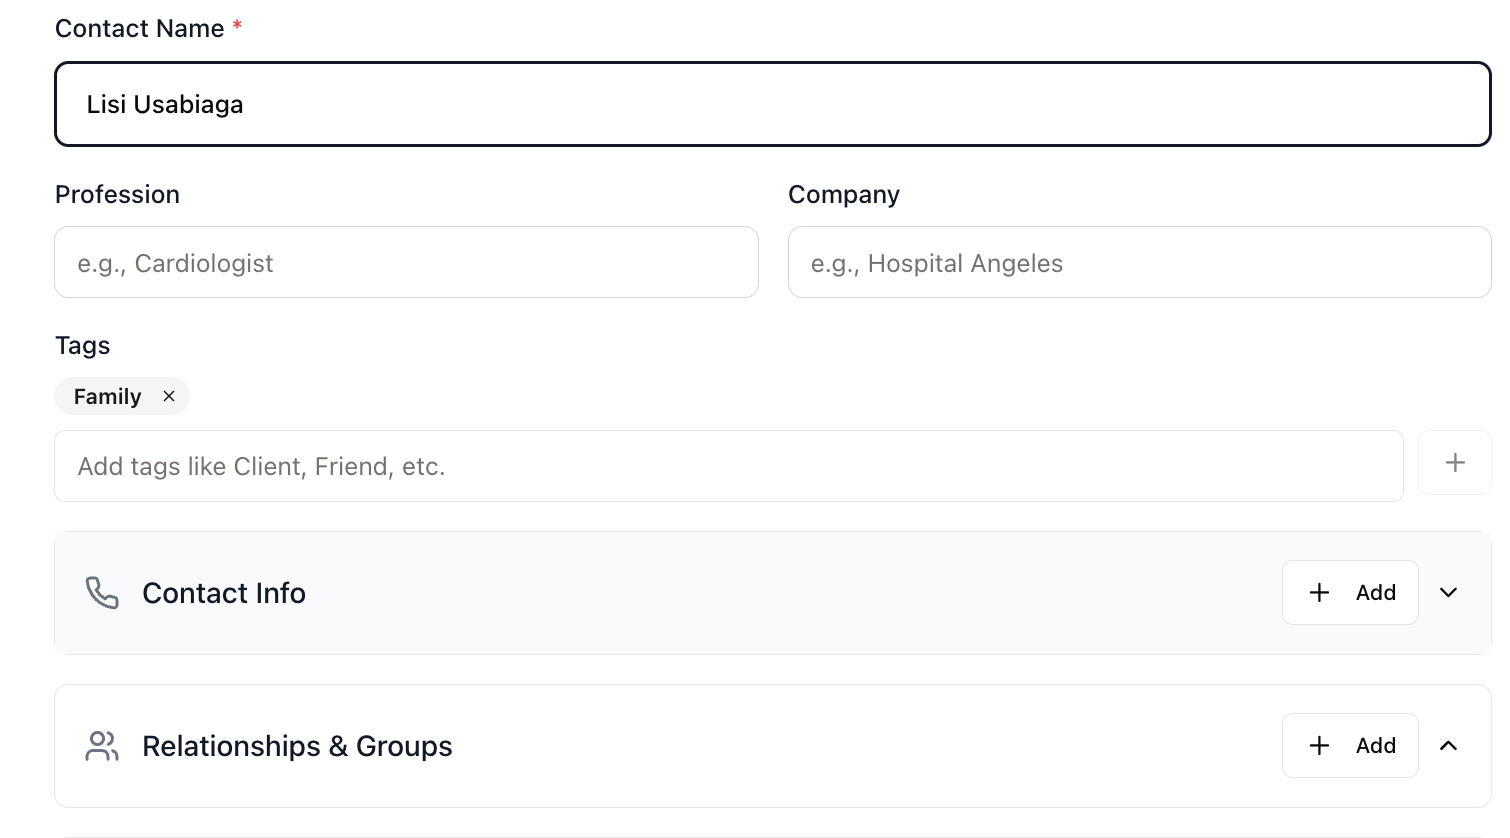 Contact Name *
Lisi Usabiaga
Profession
Company
e.g., Cardiologist
e.g., Hospital Angeles
Tags
Family ×
Add tags like Client, Friend, etc.
+
Contact Info
+ Add
Relationships & Groups
+ Add